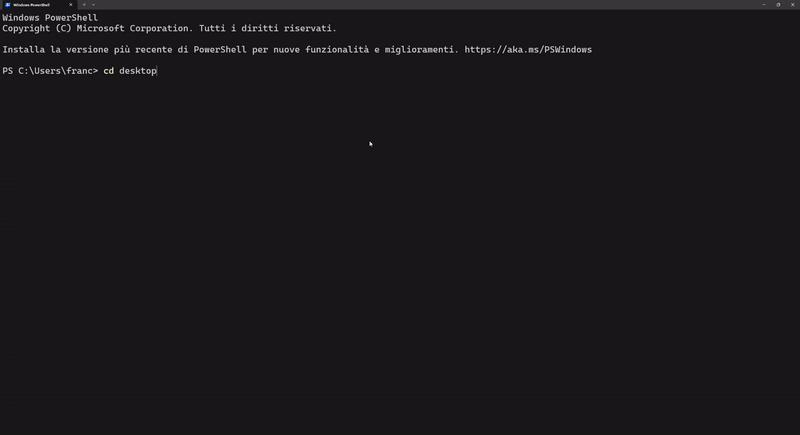 Windows PowerShell
Windows PowerShell
Copyright (C) Microsoft Corporation. Tutti i diritti riservati.
Installa la versione più recente di PowerShell per nuove funzionalità e miglioramenti. https://aka.ms/PSWindows
PS C:\Users\franc> cd desktop